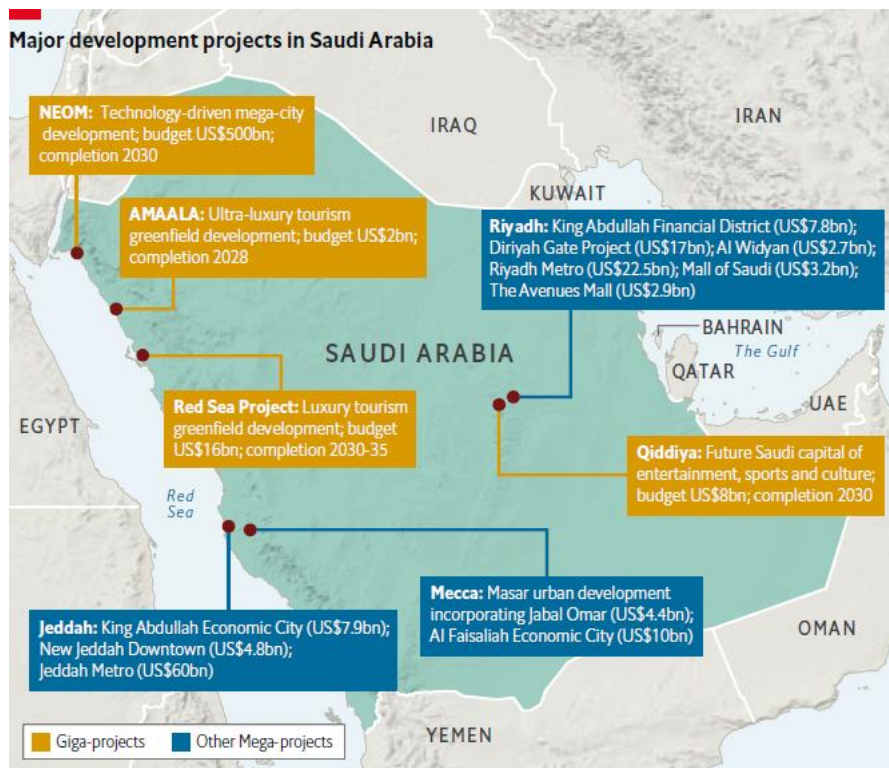 Major development projects in Saudi Arabia
NEOM: Technology-driven mega-city
development; budget US$500bn;
completion 2030
IRAQ
IRAN
KUWAIT
AMAALA: Ultra-luxury tourism
greenfield development; budget US$2bn;
completion 2028
Riyadh: King Abdullah Financial District (US$7.8bn);
Diriyah Gate Project (US$17bn); Al Widyan (US$2.7bn);
Riyadh Metro (US$22.5bn); Mall of Saudi (US$3.2bn);
The Avenues Mall (US$2.9bn)
SAUDI ARABIA
BAHRAIN
The Gulf
QATAR
UAE
EGYPT
Red Sea Project: Luxury tourism
greenfield development; budget
US$16bn; completion 2030-35
Qiddiya: Future Saudi capital of
entertainment, sports and culture;
budget US$8bn; completion 2030
Red
Sea
Mecca: Masar urban development
incorporating Jabal Omar (US$4.4bn);
Al Faisaliah Economic City (US$10bn)
Jeddah: King Abdullah Economic City (US$7.9bn);
New Jeddah Downtown (US$4.8bn);
Jeddah Metro (US$60bn)
OMAN
YEMEN
Giga-projects
Other Mega-projects